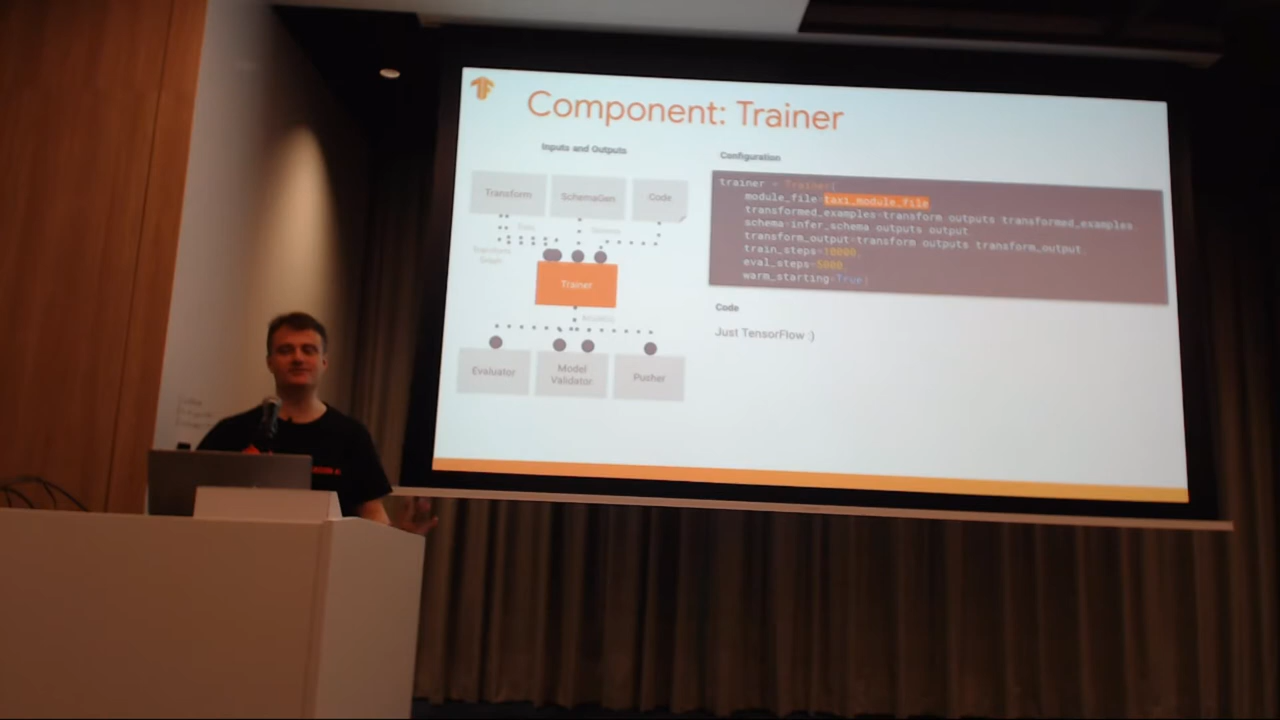 Component: Trainer
Inputs and Outputs
Transform
SchemaGen
Code
Trainer
Evaluator
Model
Validator
Pusher
Configuration
trainer = Trainer(
module_file=taxi_module_file
transformed_examples=transform outputs transformed_examples,
schema=infer_schema outputs output,
transform_output=transform outputs transform_output,
train_steps=10000,
eval_steps=5000,
warm_starting=True)
Code
Just TensorFlow :)